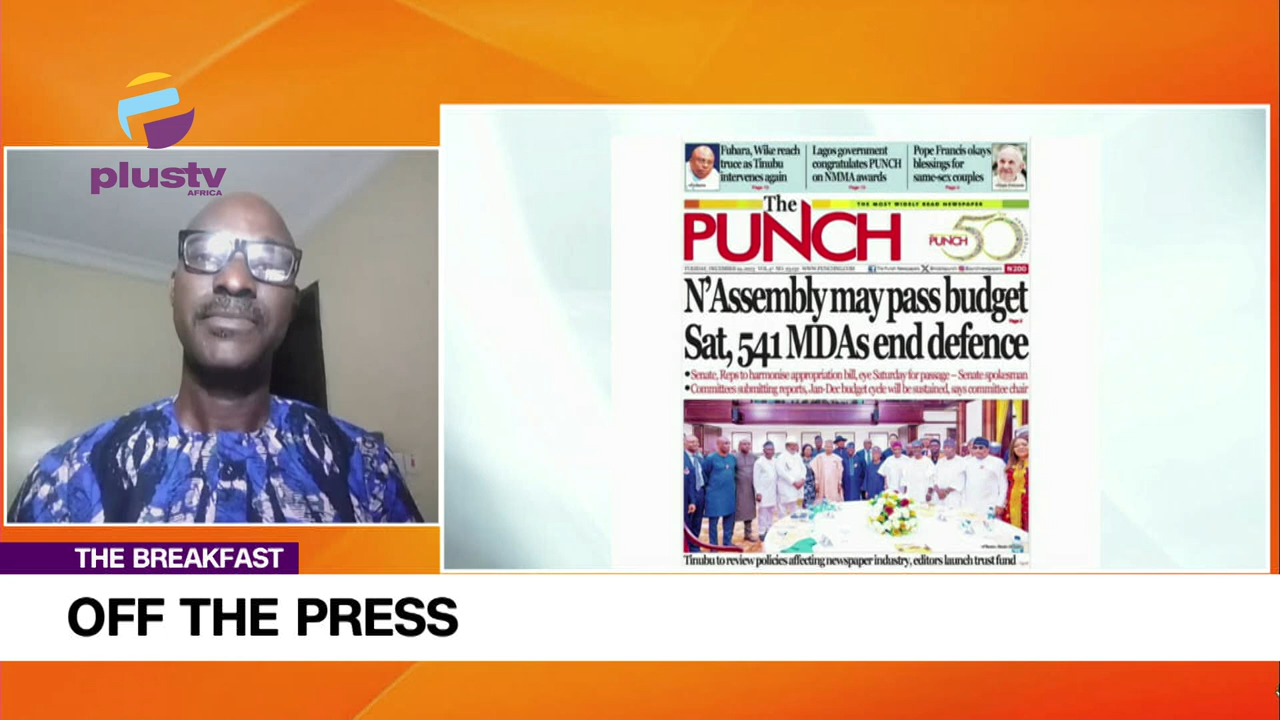 plustv
AFRICA
Fubara, Wike reach
truce as Tinubu
intervenes again
Lagos government
congratulates PUNCH
on NMMA awards
Pope Francis okays
blessings for
same-sex couples
The
PUNCH
THE MOST WIDELY READ NEWSPAPER
PUNCH
50
N200
N'Assembly may pass budget
Sat, 541 MDAs end defence
•Senate, Reps to harmonise appropriation bill, eye Saturday for passage – Senate spokesman
•Committees submitting reports, Jan-Dec budget cycle will be sustained, says committee chair
Tinubu to review policies affecting newspaper industry, editors launch trust fund
THE BREAKFAST
OFF THE PRESS